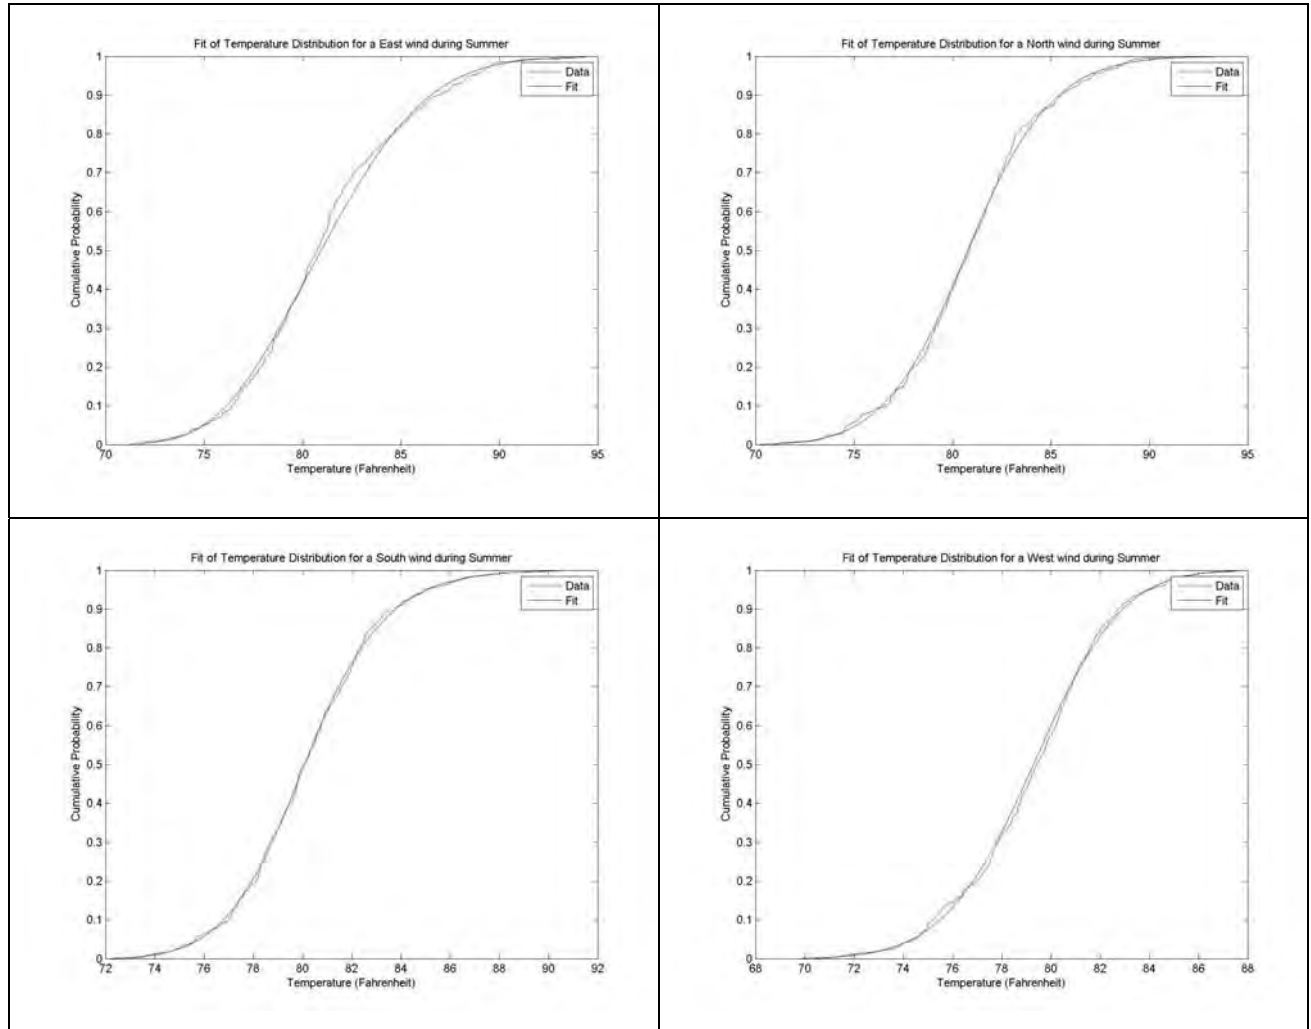 Fit of Temperature Distribution for a East wind during Summer
1
0.9
0.8
0.7
0.6
0.5
0.4
0.3
0.2
0.1
0
Cumulative Probability
Data
Fit
70 75 80 85 90 95
Temperature (Fahrenheit)
Fit of Temperature Distribution for a North wind during Summer
1
0.9
0.8
0.7
0.6
0.5
0.4
0.3
0.2
0.1
0
Cumulative Probability
Data
Fit
70 75 80 85 90 95
Temperature (Fahrenheit)
Fit of Temperature Distribution for a South wind during Summer
1
0.9
0.8
0.7
0.6
0.5
0.4
0.3
0.2
0.1
0
Cumulative Probability
Data
Fit
72 74 76 78 80 82 84 86 88 90 92
Temperature (Fahrenheit)
Fit of Temperature Distribution for a West wind during Summer
1
0.9
0.8
0.7
0.6
0.5
0.4
0.3
0.2
0.1
0
Cumulative Probability
Data
Fit
68 70 72 74 76 78 80 82 84 86 88
Temperature (Fahrenheit)